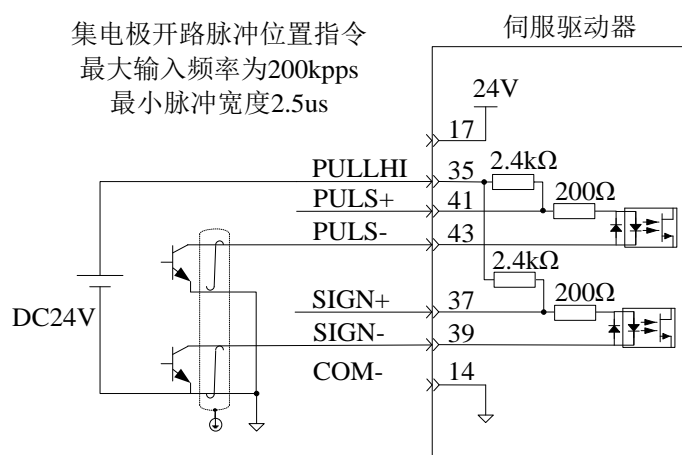 集电极开路脉冲位置指令
最大输入频率为200kpps
最小脉冲宽度2.5us
伺服驱动器
24V
17
2.4kΩ
PULLHI 35
200Ω
PULS+ 41
PULS- 43
2.4kΩ
200Ω
SIGN+ 37
DC24V
SIGN- 39
COM- 14